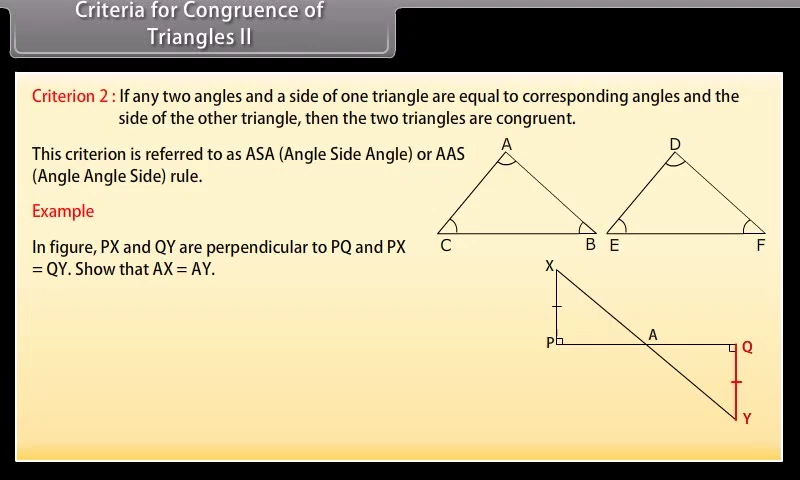 Criteria for Congruence of
Triangles II
Criterion 2 : If any two angles and a side of one triangle are equal to corresponding angles and the
side of the other triangle, then the two triangles are congruent.
This criterion is referred to as ASA (Angle Side Angle) or AAS
(Angle Angle Side) rule.
Example
In figure, PX and QY are perpendicular to PQ and PX
= QY. Show that AX = AY.
A
D
C
B
E
F
X
A
P
Q
Y